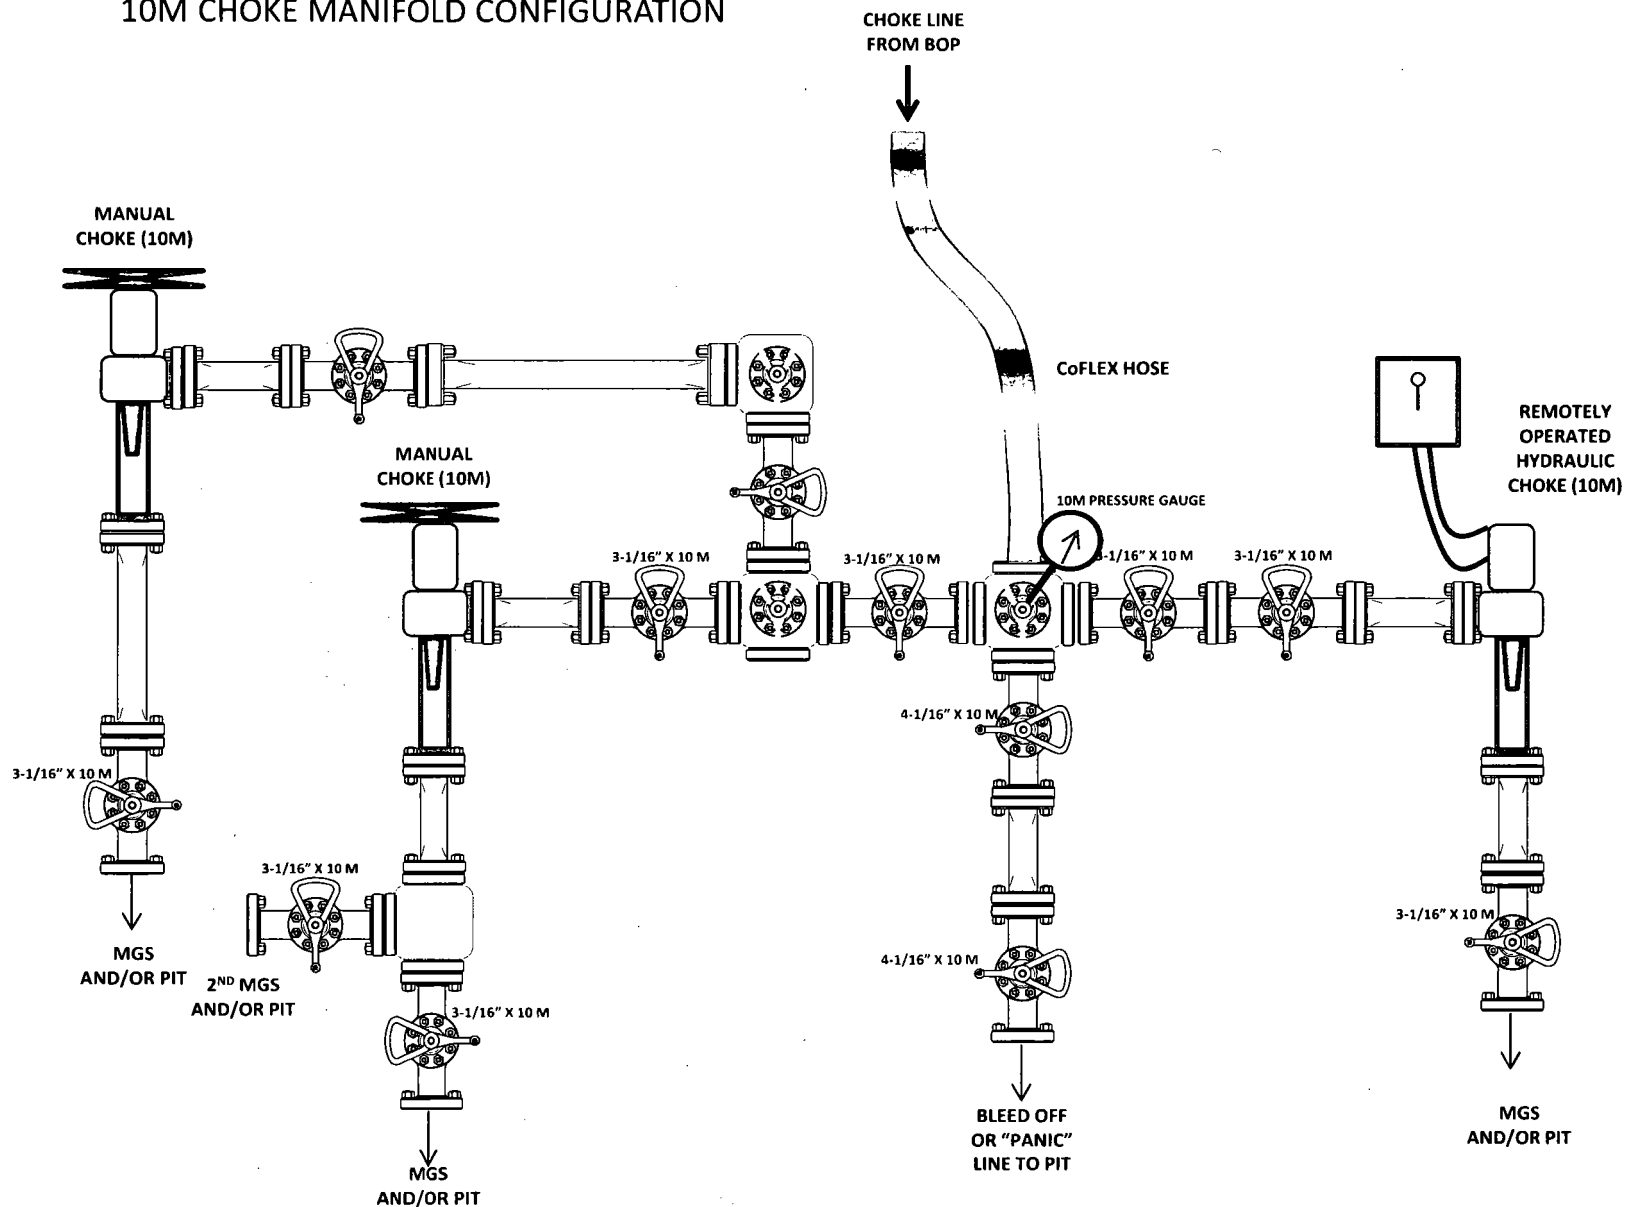 10M CHOKE MANIFOLD CONFIGURATION
CHOKE LINE
FROM BOP
MANUAL
CHOKE (10M)
CoFLEX HOSE
REMOTELY
OPERATED
HYDRAULIC
CHOKE (10M)
MANUAL
CHOKE (10M)
10M PRESSURE GAUGE
3-1/16" X 10 M
3-1/16" X 10 M
3-1/16" X 10 M
3-1/16" X 10 M
4-1/16" X 10 M
3-1/16" X 10 M
3-1/16" X 10 M
3-1/16" X 10 M
4-1/16" X 10 M
MGS
AND/OR PIT
2ND MGS
AND/OR PIT
3-1/16" X 10 M
BLEED OFF
OR “PANIC”
LINE TO PIT
MGS
AND/OR PIT
MGS
AND/OR PIT